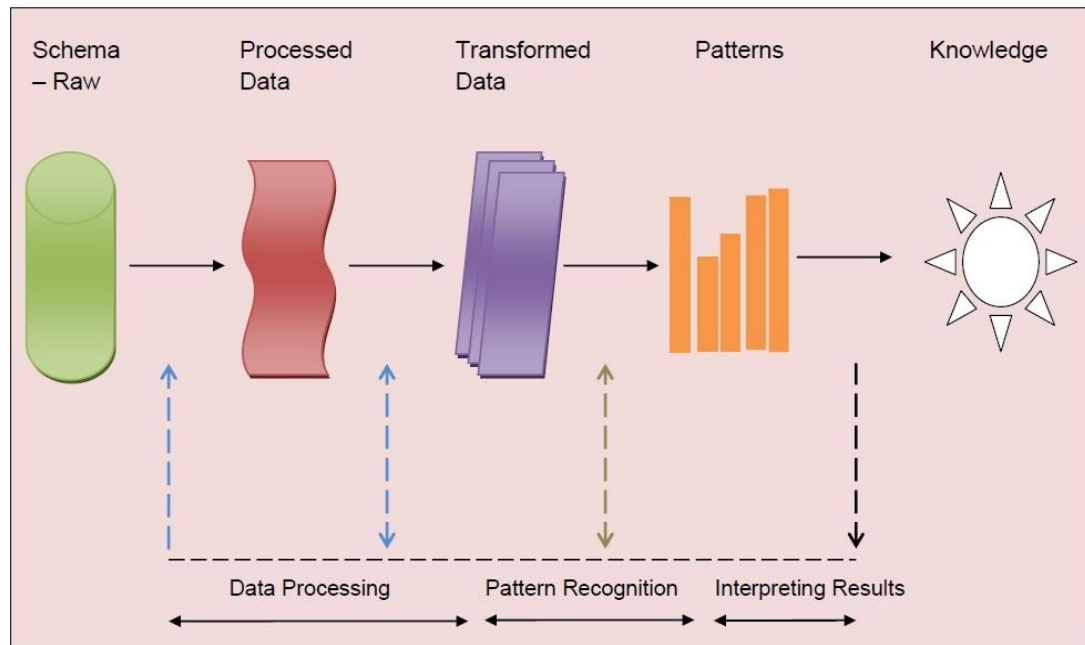 Schema
– Raw
Processed
Data
Transformed
Data
Patterns
Knowledge
Data Processing
Pattern Recognition
Interpreting Results